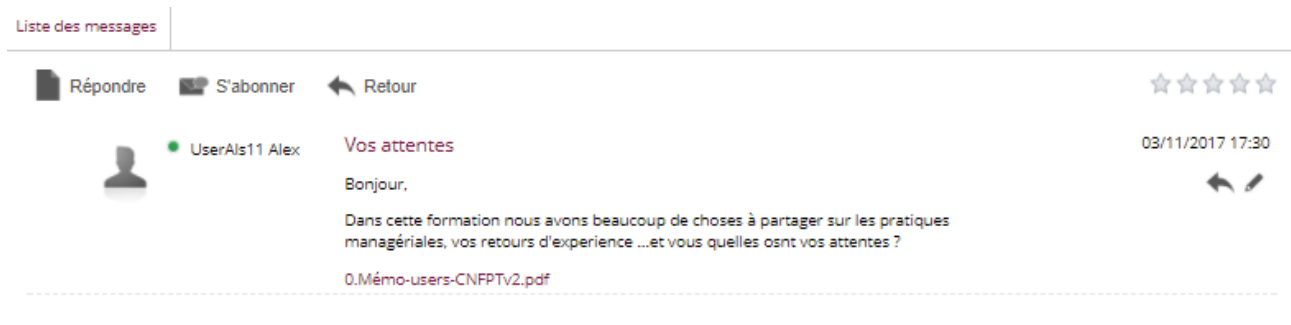 Liste des messages
Répondre S'abonner Retour
UserAls11 Alex Vos attentes 03/11/2017 17:30
Bonjour,
Dans cette formation nous avons beaucoup de choses à partager sur les pratiques
managériales, vos retours d'experience ...et vous quelles osnt vos attentes ?
0.Mémo-users-CNFPTv2.pdf